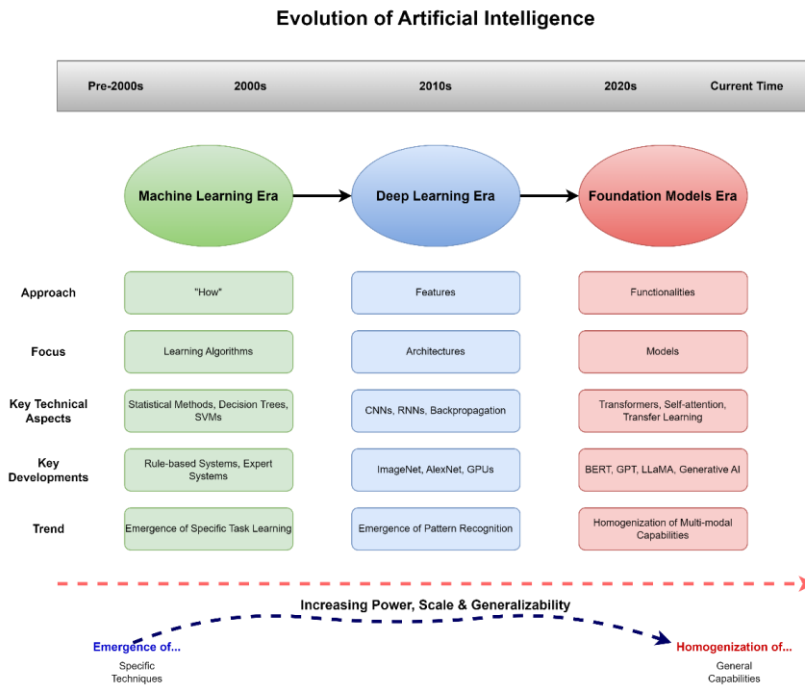 Evolution of Artificial Intelligence
Pre-2000s 2000s 2010s 2020s Current Time
Machine Learning Era Deep Learning Era Foundation Models Era
Approach "How" Features Functionalities
Focus Learning Algorithms Architectures Models
Key Technical
Aspects
Statistical Methods, Decision Trees,
SVMs
CNNs, RNNs, Backpropagation
Transformers, Self-attention,
Transfer Learning
Key
Developments
Rule-based Systems, Expert
Systems
ImageNet, AlexNet, GPUs
BERT, GPT, LLaMA, Generative AI
Trend
Emergence of Specific Task Learning
Emergence of Pattern Recognition
Homogenization of Multi-modal
Capabilities
Increasing Power, Scale & Generalizability
Emergence of...
Specific
Techniques
Homogenization of...
General
Capabilities